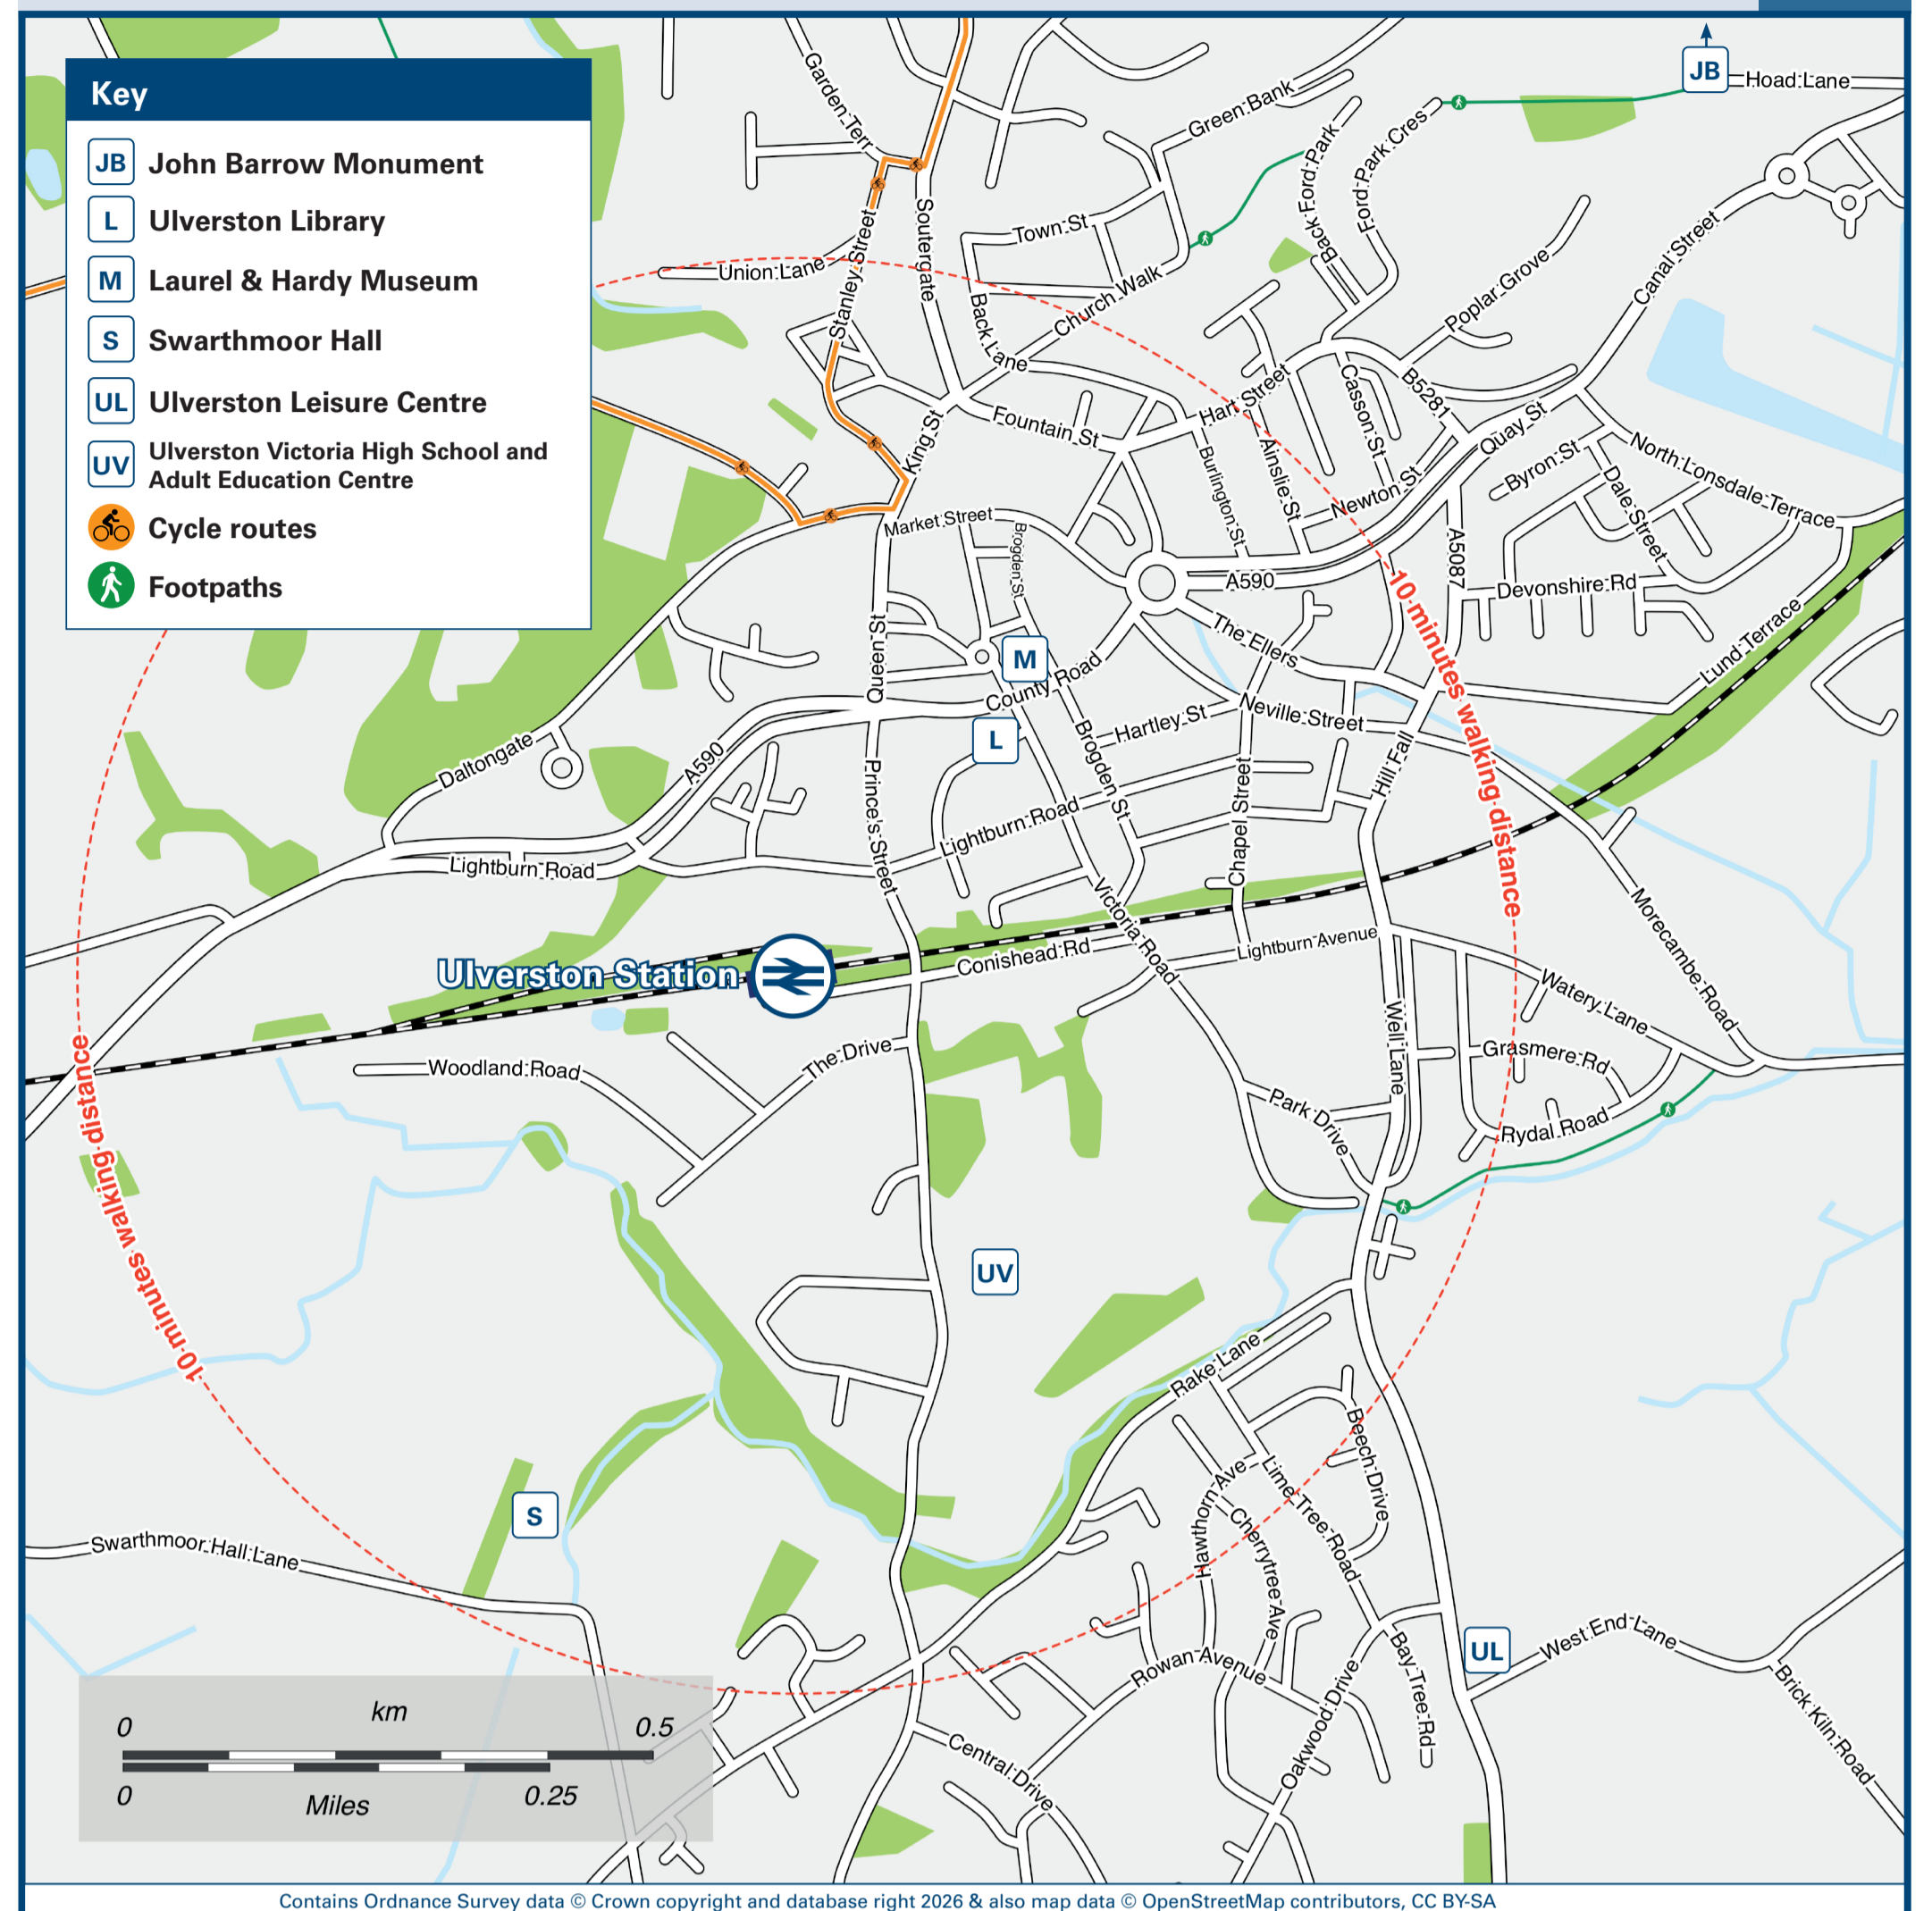 Key
JB John Barrow Monument
L Ulverston Library
M Laurel & Hardy Museum
S Swarthmoor Hall
UL Ulverston Leisure Centre
UV Ulverston Victoria High School and
Adult Education Centre
Cycle routes
Footpaths
JB
Hoad Lane
Garden Terr
Green Bank
Back Ford Park
Ford Park Cres
Stanley Street
Soutergate
Town St
Union Lane
Church Walk
Back Lane
Poplar Grove
Canal Street
King St
Fountain St
Hart Street
Casson St
B5281
Quay St
Byron St
North Lonsdale Terrace
Burlington St
Ainslie St
Newton St
Dale Street
Market Street
Brogden St
A590
A5087
Devonshire Rd
10 minutes walking distance
Queen St
The Ellers
Lund Terrace
M
County Road
L
Hartley St
Neville Street
Daltongate
A590
Brogden St
Hill Fall
Prince's Street
Lightburn Road
Chapel Street
Lightburn Road
Victoria Road
Morecambe Road
Ulverston Station
Conishead Rd
Lightburn Avenue
Watery Lane
Well Lane
Grasmere Rd
Woodland Road
The Drive
Park Drive
Rydal Road
10 minutes walking distance
UV
Rake Lane
Beech Drive
Hawthorn Ave
Lime Tree Road
Cherrytree Ave
S
Swarthmoor Hall Lane
UL
West End Lane
Rowan Avenue
Bay Tree Rd
Oakwood Drive
Brick Kiln Road
Central Drive
km
0 0.5
0 0.25
Miles
Contains Ordnance Survey data © Crown copyright and database right 2026 & also map data © OpenStreetMap contributors, CC BY-SA